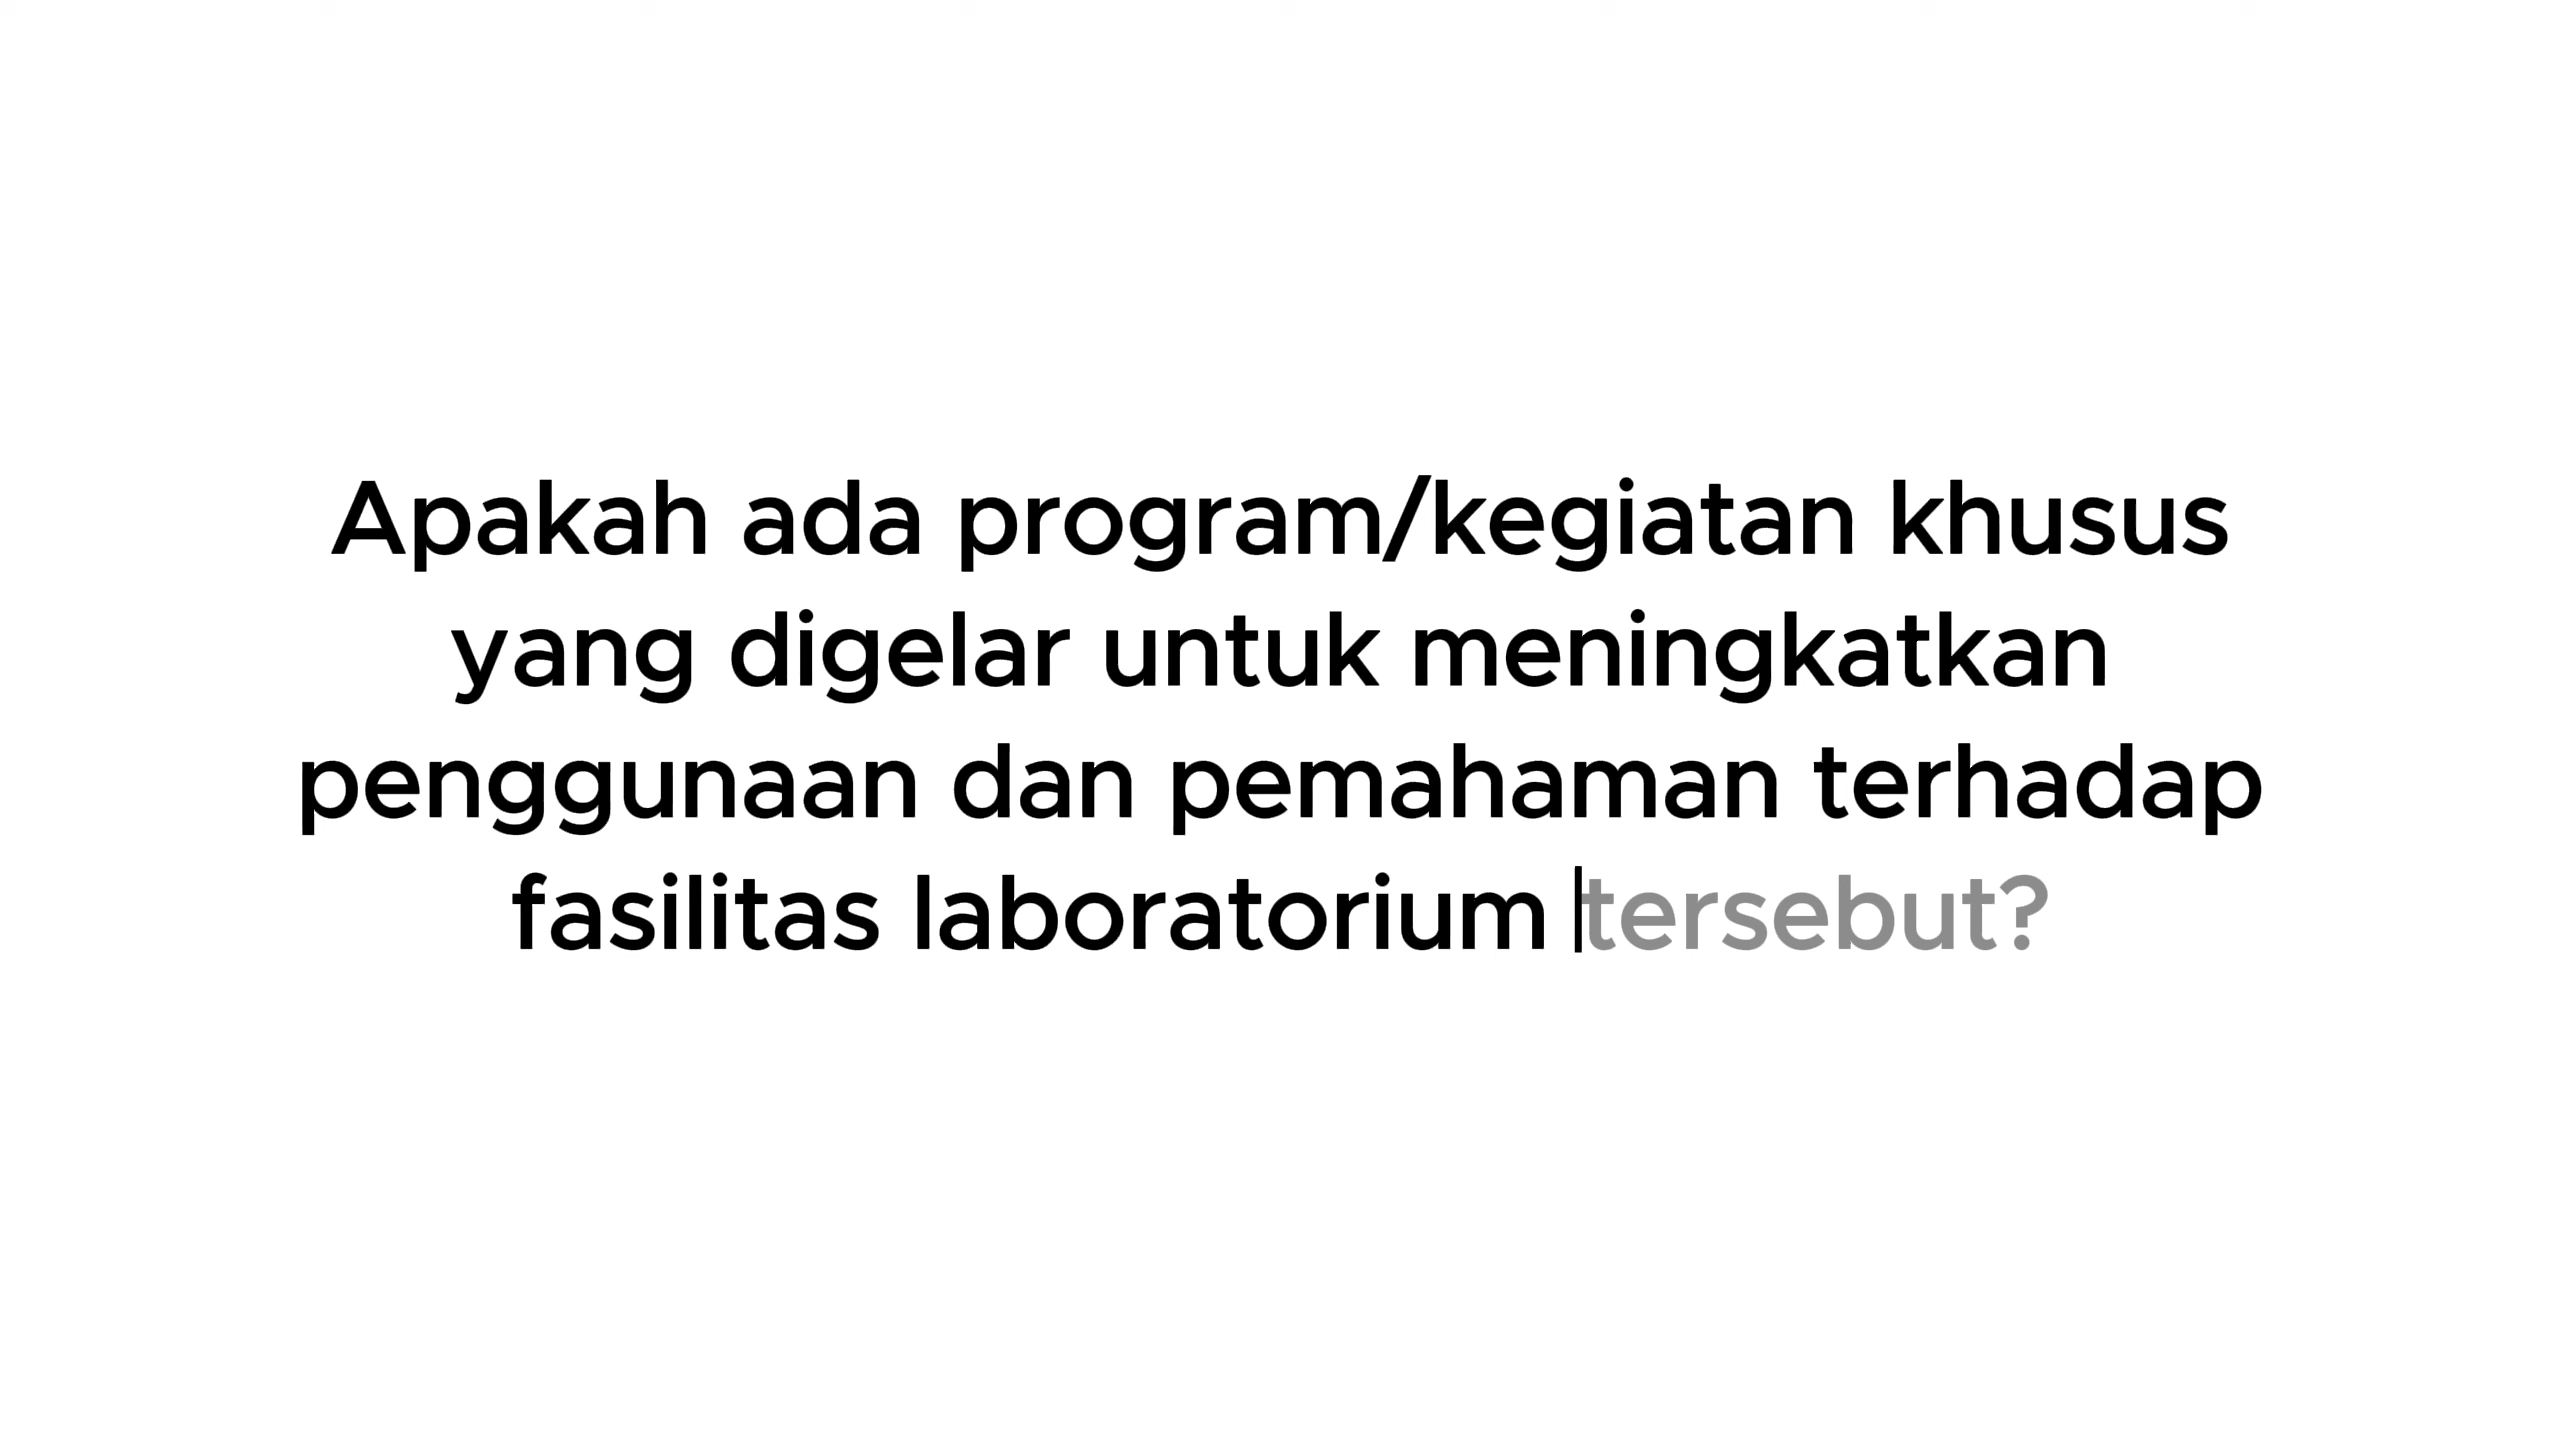 Apakah ada program/kegiatan khusus
yang digelar untuk meningkatkan
penggunaan dan pemahaman terhadap
fasilitas laboratorium tersebut?